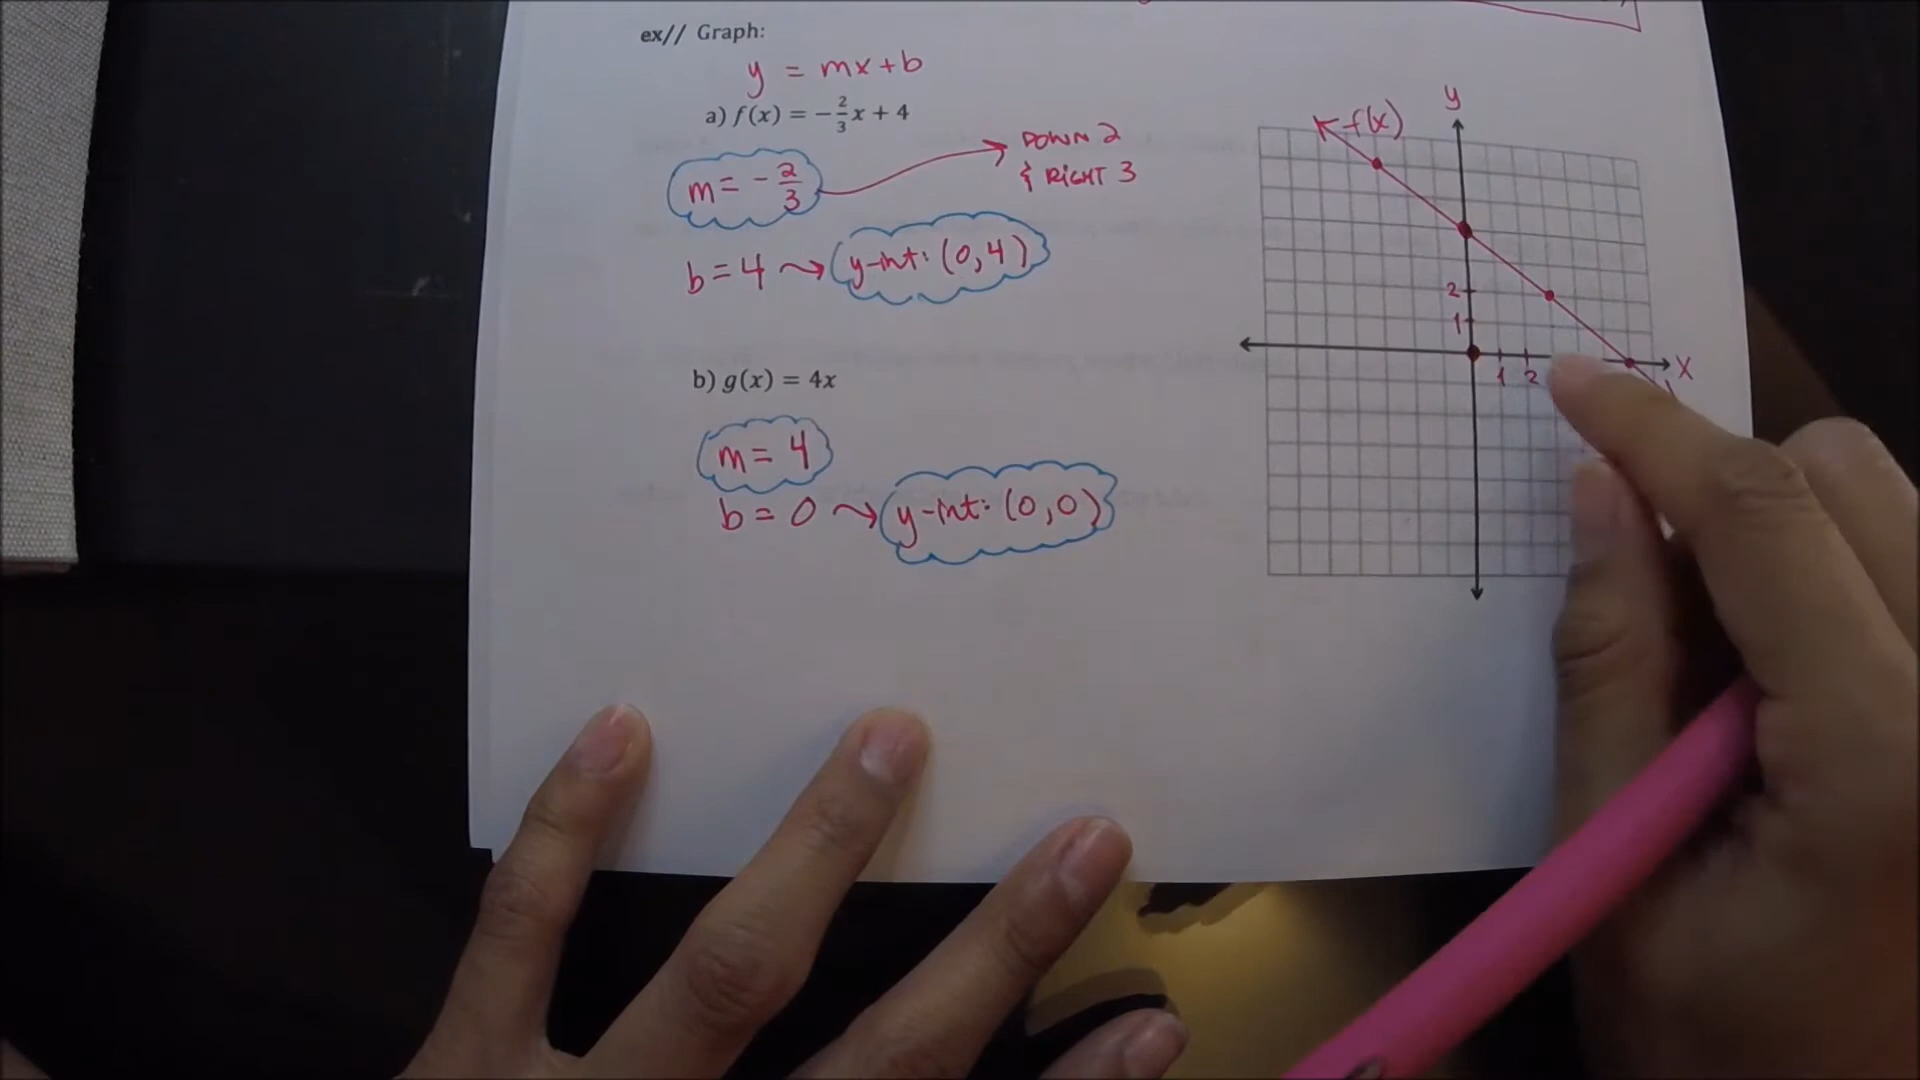 ex// Graph:
y = mx+b
a) f(x) = -2/3x + 4
m = -2/3
DOWN 2
& RIGHT 3
b = 4
y-int: (0,4)
b) g(x) = 4x
m = 4
b = 0
y-int: (0,0)
f(x)
y
2
1
1 2
x